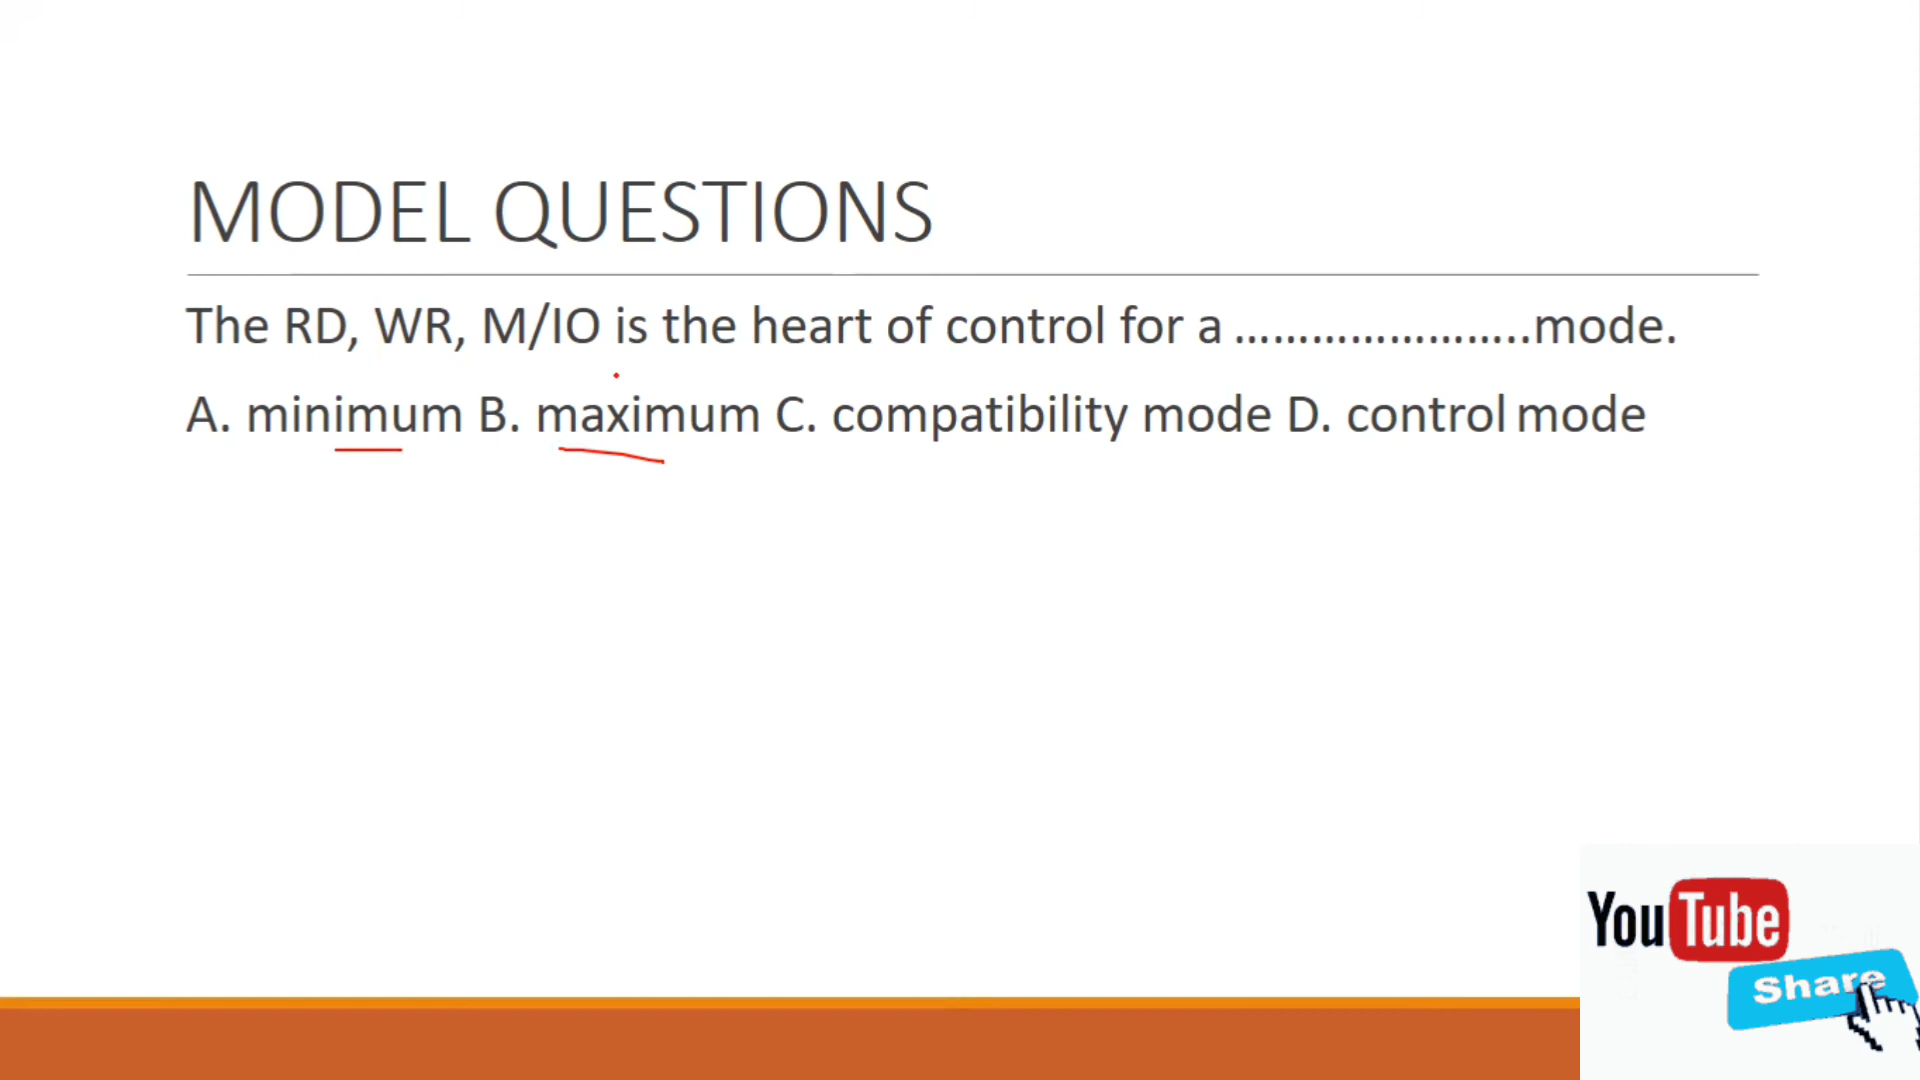 MODEL QUESTIONS
The RD, WR, M/IO is the heart of control for a …………………..mode.
A. minimum B. maximum C. compatibility mode D. control mode
YouTube
Share